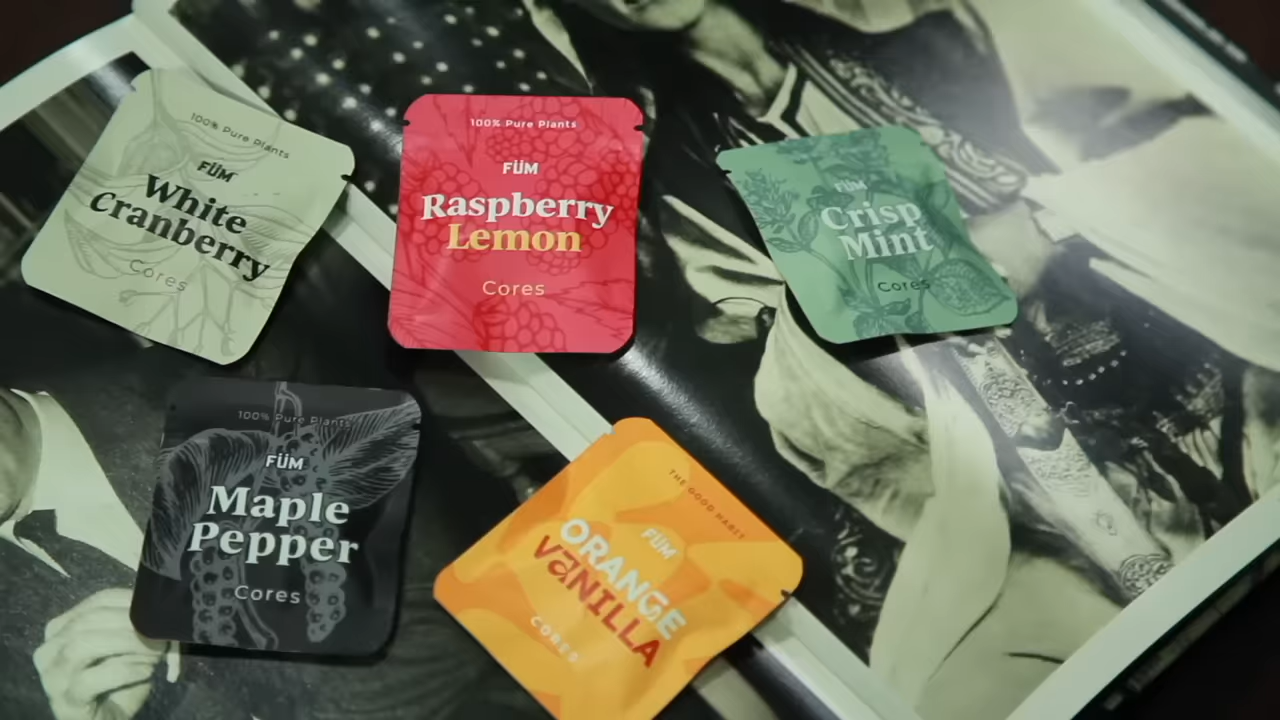 100% Pure Plants
FÜM
White
Cranberry
Cores
100% Pure Plants
FÜM
Raspberry
Lemon
Cores
FÜM
Crisp
Mint
Cores
100% Pure Plants
FÜM
Maple
Pepper
Cores
THE GOOD HABIT
FÜM
ORANGE
VaNILLA
CORES